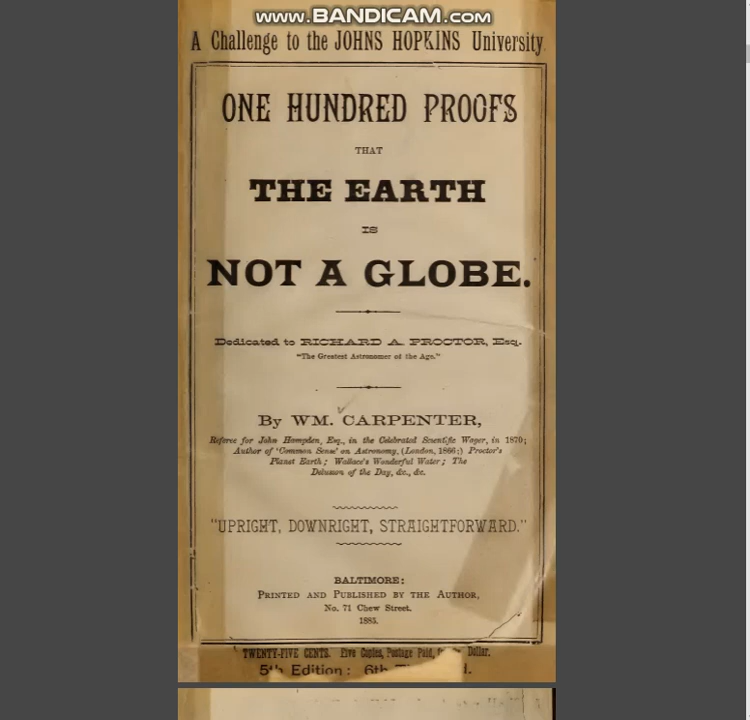 www.BANDICAM.com
A Challenge to the JOHNS HOPKINS University.
ONE HUNDRED PROOFS
THAT
THE EARTH
IS
NOT A GLOBE.
Dedicated to RICHARD A. PROCTOR, Esq.
"The Greatest Astronomer of the Age."
By WM. CARPENTER,
Referee for John Hampden, Esq., in the Celebrated Scientific Wager, in 1870;
Author of 'Common Sense' on Astronomy, (London, 1866;) Proctor's
Planet Earth; Wallace's Wonderful Water; The
Delusion of the Day, &c., &c.
"UPRIGHT, DOWNRIGHT, STRAIGHTFORWARD."
BALTIMORE:
PRINTED AND PUBLISHED BY THE AUTHOR,
No. 71 Chew Street.
1885.
TWENTY-FIVE CENTS. Five Copies, Postage Paid, Dollar.
5th Edition: 6th